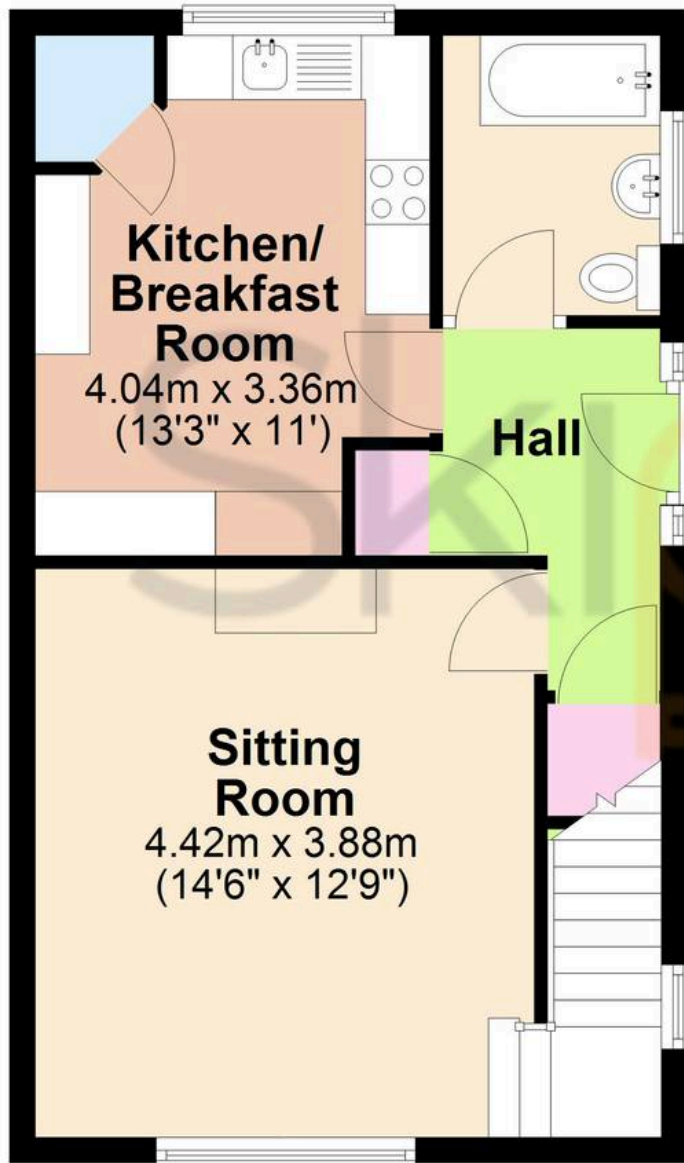 Kitchen/
Breakfast
Room
4.04m x 3.36m
(13'3" x 11')
Hall
Sitting
Room
4.42m x 3.88m
(14'6" x 12'9")